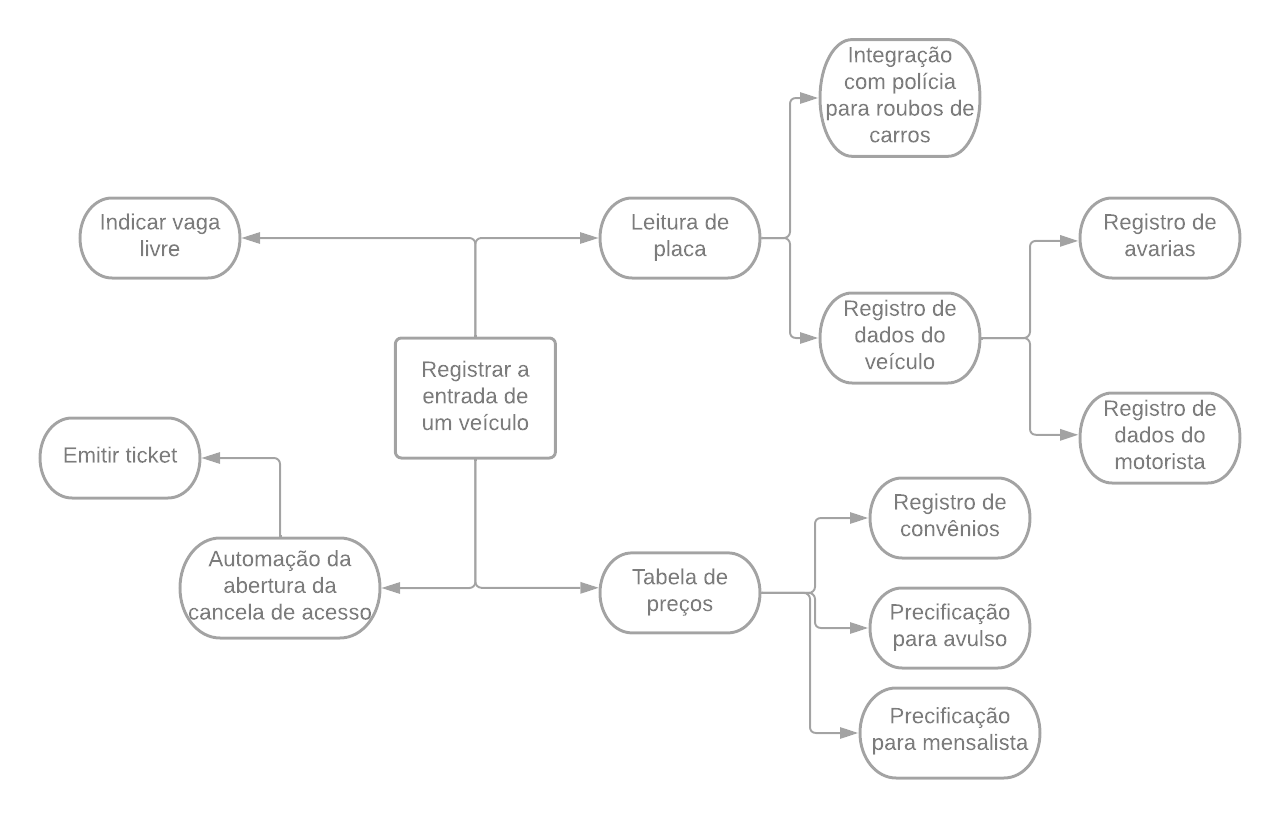 Integração
com polícia
para roubos de
carros
Indicar vaga
livre
Leitura de
placa
Registro de
avarias
Registro de
dados do
veículo
Registrar a
entrada de
um veículo
Registro de
dados do
motorista
Emitir ticket
Registro de
convênios
Automação da
abertura da
cancela de acesso
Tabela de
preços
Precificação
para avulso
Precificação
para mensalista